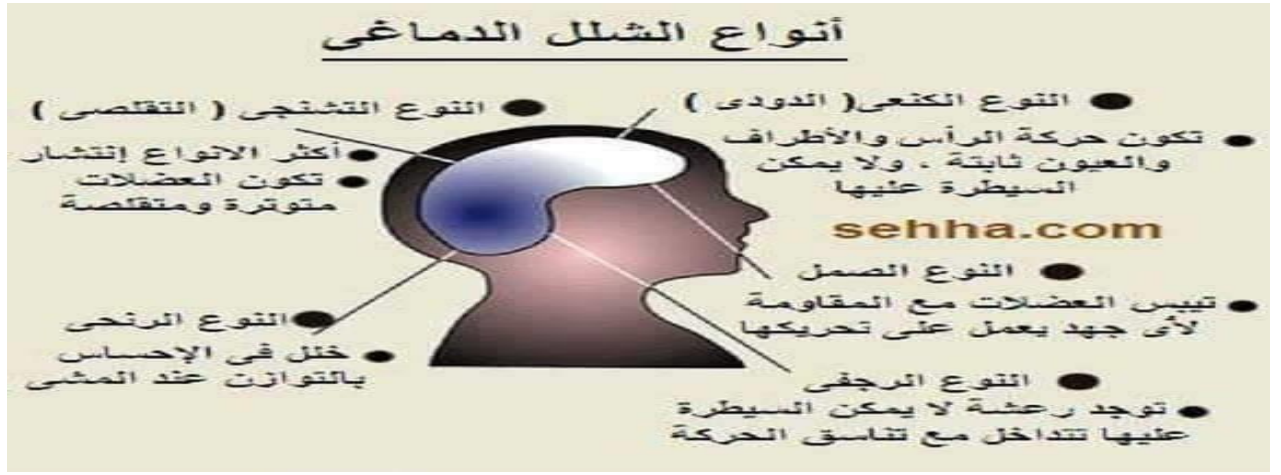 أنواع الشلل الدماغى
النوع الكنعى( الدودى )
تكون حركة الرأس والأطراف
والعيون ثابتة ، ولا يمكن
السيطرة عليها
sehha.com
النوع الصمل
تيبس العضلات مع المقاومة
لأى جهد يعمل على تحريكها
النوع الرجفى
توجد رعشة لا يمكن السيطرة
عليها تتداخل مع تناسق الحركة
النوع التشنجى ( التقلصى )
أكثر الانواع إنتشار
تكون العضلات
متوترة ومتقلصة
النوع الرنحى
خلل فى الإحساس
بالتوازن عند المشى